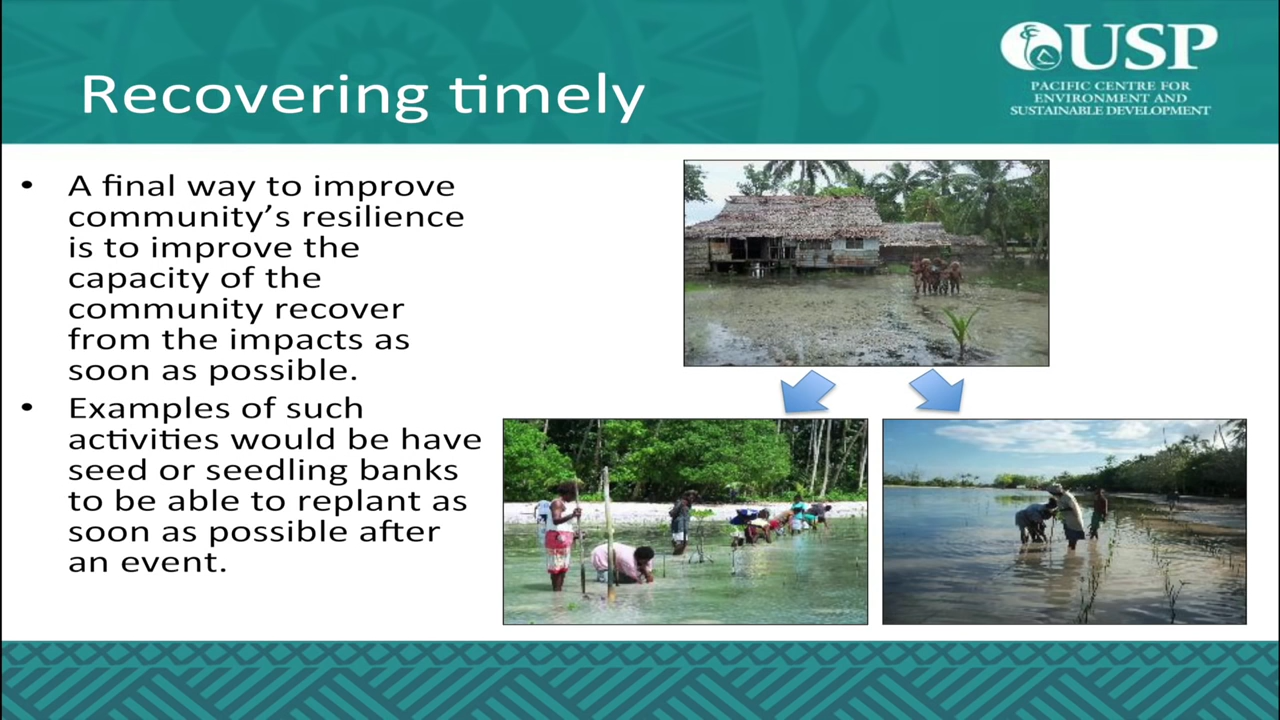 Recovering timely
USP
PACIFIC CENTRE FOR
ENVIRONMENT AND
SUSTAINABLE DEVELOPMENT
• A final way to improve
community's resilience
is to improve the
capacity of the
community recover
from the impacts as
soon as possible.
• Examples of such
activities would be have
seed or seedling banks
to be able to replant as
soon as possible after
an event.